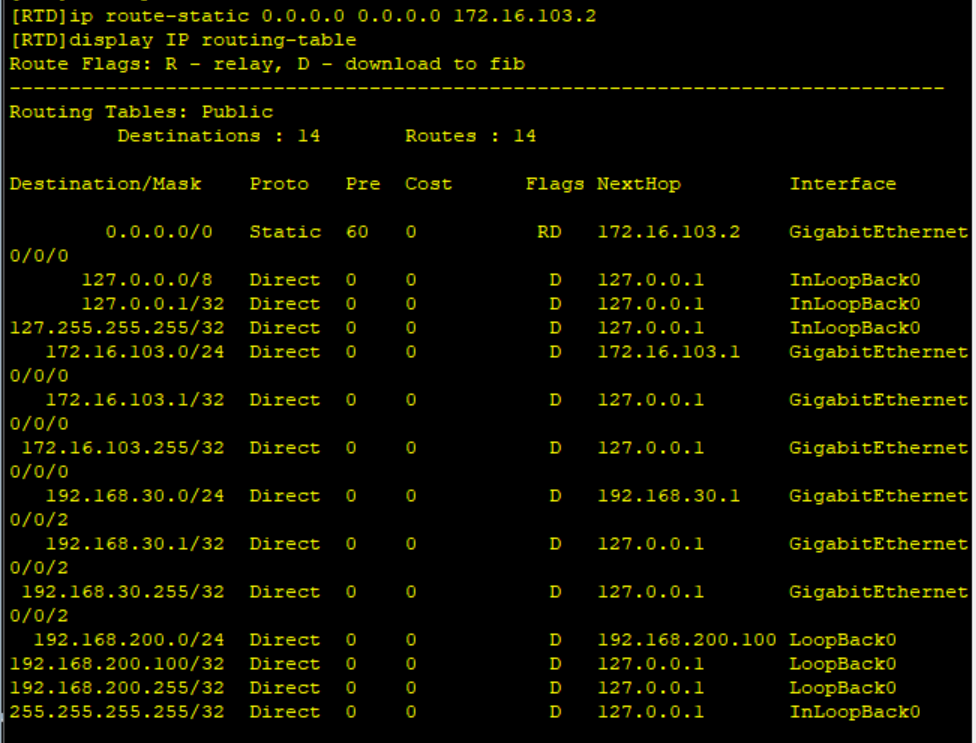 [RTD]ip route-static 0.0.0.0 0.0.0.0 172.16.103.2
[RTD]display IP routing-table
Route Flags: R - relay, D - download to fib
------------------------------------------------------------------------------
Routing Tables: Public
         Destinations : 14       Routes : 14

Destination/Mask    Proto   Pre  Cost      Flags NextHop         Interface

        0.0.0.0/0   Static  60   0          RD   172.16.103.2    GigabitEthernet
0/0/0
      127.0.0.0/8   Direct  0    0           D   127.0.0.1       InLoopBack0
      127.0.0.1/32  Direct  0    0           D   127.0.0.1       InLoopBack0
127.255.255.255/32  Direct  0    0           D   127.0.0.1       InLoopBack0
   172.16.103.0/24  Direct  0    0           D   172.16.103.1    GigabitEthernet
0/0/0
   172.16.103.1/32  Direct  0    0           D   127.0.0.1       GigabitEthernet
0/0/0
 172.16.103.255/32  Direct  0    0           D   127.0.0.1       GigabitEthernet
0/0/0
   192.168.30.0/24  Direct  0    0           D   192.168.30.1    GigabitEthernet
0/0/2
   192.168.30.1/32  Direct  0    0           D   127.0.0.1       GigabitEthernet
0/0/2
 192.168.30.255/32  Direct  0    0           D   127.0.0.1       GigabitEthernet
0/0/2
  192.168.200.0/24  Direct  0    0           D   192.168.200.100 LoopBack0
192.168.200.100/32  Direct  0    0           D   127.0.0.1       LoopBack0
192.168.200.255/32  Direct  0    0           D   127.0.0.1       LoopBack0
255.255.255.255/32  Direct  0    0           D   127.0.0.1       InLoopBack0